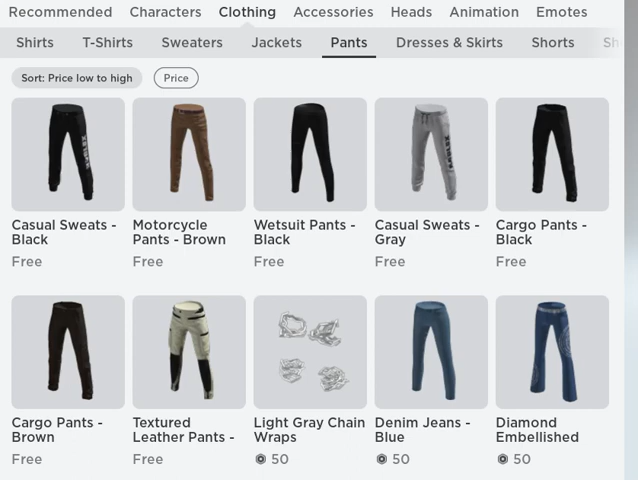 Recommended Characters Clothing Accessories Heads Animation Emotes
Shirts T-Shirts Sweaters Jackets Pants Dresses & Skirts Shorts Sh
Sort: Price low to high Price
Casual Sweats - Black
Free
Motorcycle Pants - Brown
Free
Wetsuit Pants - Black
Free
Casual Sweats - Gray
Free
Cargo Pants - Black
Free
Cargo Pants - Brown
Free
Textured Leather Pants -
Free
Light Gray Chain Wraps
50
Denim Jeans - Blue
50
Diamond Embellished
50